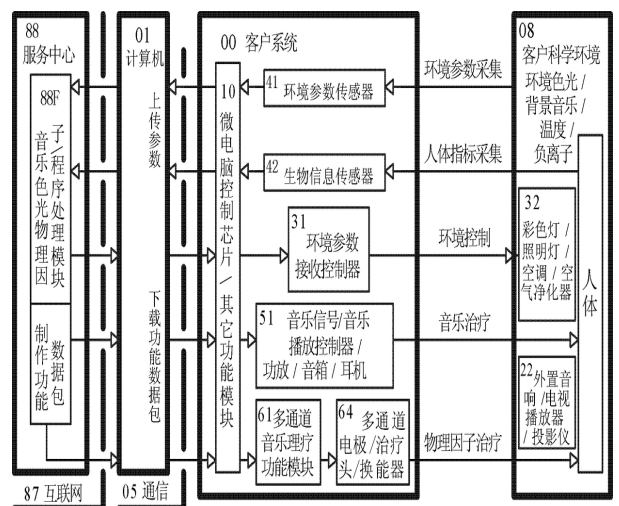 88
服务中心
88F
音乐色光物理因
子/程序处理模块
制作功能
数据包
87 互联网
01
计算机
上传参数
下载功能数据包
05 通信
00 客户系统
10
微电脑控制芯片/其它功能模块
41
环境参数传感器
42
生物信息传感器
31
环境参数
接收控制器
51
音乐信号/音乐
播放控制器/
功放/音箱/耳机
61
多通道
音乐理疗
功能模块
64
多通道
电极/治疗
头/换能器
环境参数采集
人体指标采集
环境控制
音乐治疗
物理因子治疗
08
客户科学环境
环境色光/
背景音乐/
温度/
负离子
32
彩色灯/
照明灯/
空调/空
气净化器
人体
22
外置音
响/电视
播放器
/投影仪